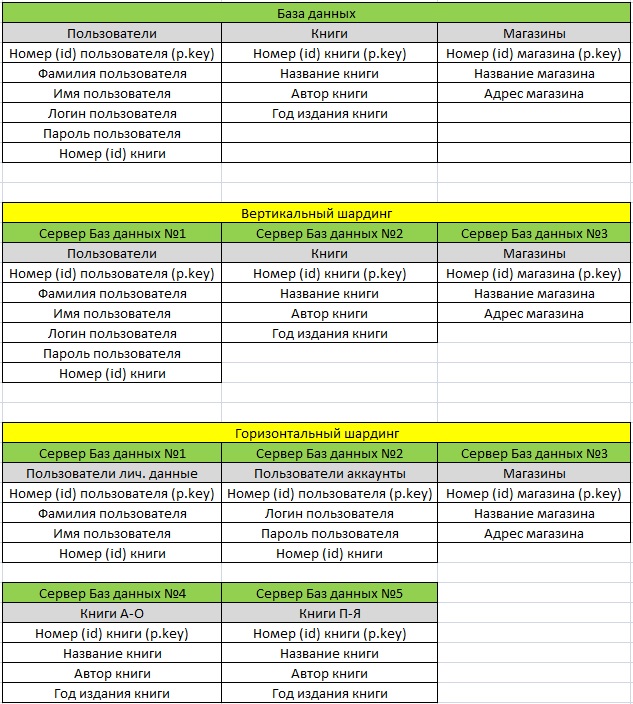 База данных
Пользователи Книги Магазины
Номер (id) пользователя (p.key) Номер (id) книги (p.key) Номер (id) магазина (p.key)
Фамилия пользователя Название книги Название магазина
Имя пользователя Автор книги Адрес магазина
Логин пользователя Год издания книги
Пароль пользователя
Номер (id) книги
Вертикальный шардинг
Сервер Баз данных №1 Сервер Баз данных №2 Сервер Баз данных №3
Пользователи Книги Магазины
Номер (id) пользователя (p.key) Номер (id) книги (p.key) Номер (id) магазина (p.key)
Фамилия пользователя Название книги Название магазина
Имя пользователя Автор книги Адрес магазина
Логин пользователя Год издания книги
Пароль пользователя
Номер (id) книги
Горизонтальный шардинг
Сервер Баз данных №1 Сервер Баз данных №2 Сервер Баз данных №3
Пользователи лич. данные Пользователи аккаунты Магазины
Номер (id) пользователя (p.key) Номер (id) пользователя (p.key) Номер (id) магазина (p.key)
Фамилия пользователя Логин пользователя Название магазина
Имя пользователя Пароль пользователя Адрес магазина
Номер (id) книги Номер (id) книги
Сервер Баз данных №4 Сервер Баз данных №5
Книги А-О Книги П-Я
Номер (id) книги (p.key) Номер (id) книги (p.key)
Название книги Название книги
Автор книги Автор книги
Год издания книги Год издания книги